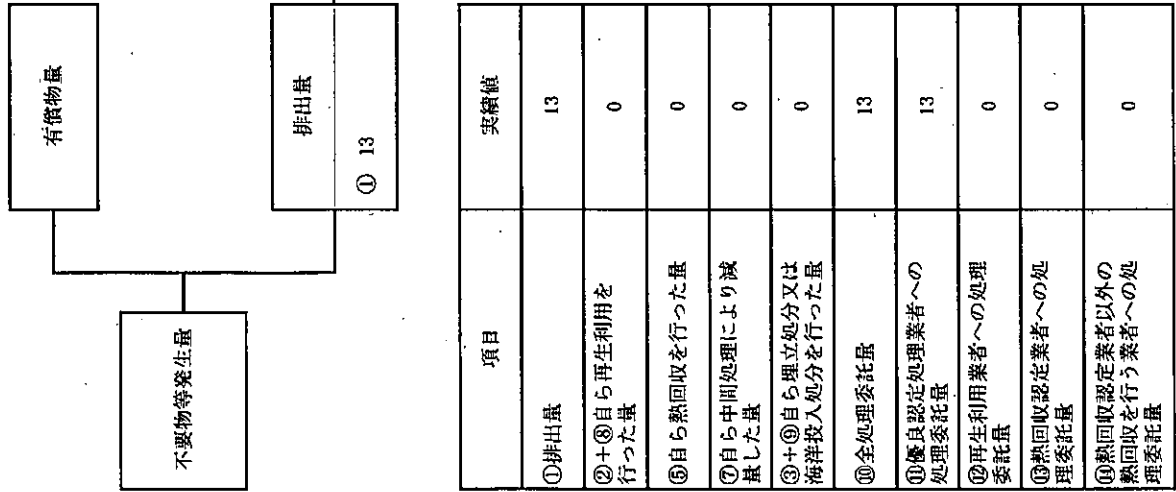 有償物量
不要物等発生量
排出量
① 13
項目 実績値
①排出量 13
②+⑧自ら再生利用を
行った量 0
⑤自ら熱回収を行った量 0
⑦自ら中間処理により減
量した量 0
③+⑨自ら埋立処分又は
海洋投入処分を行った量 0
⑩全処理委託量 13
⑪優良認定処理業者への
処理委託量 13
⑫再生利用業者への処理
委託量 0
⑬熱回収認定業者への処
理委託量 0
⑭熱回収認定業者以外の
熱回収を行う業者への処
理委託量 0